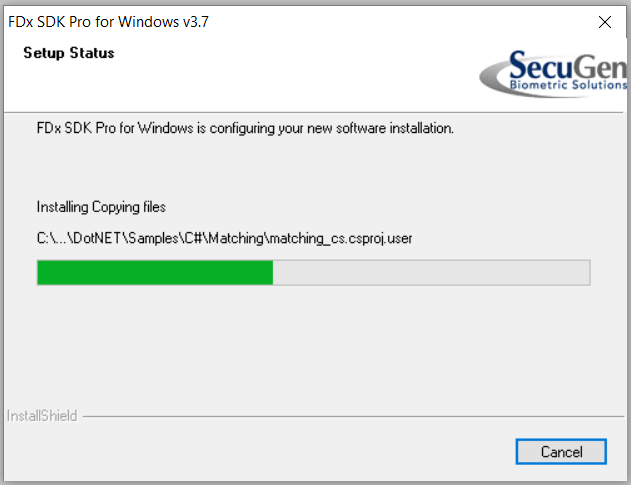 FDx SDK Pro for Windows v3.7
Setup Status
SecuGen
Biometric Solutions
FDx SDK Pro for Windows is configuring your new software installation.
Installing Copying files
C:\...\DotNET\Samples\C#\Matching\matching_cs.csproj.user
InstallShield
Cancel